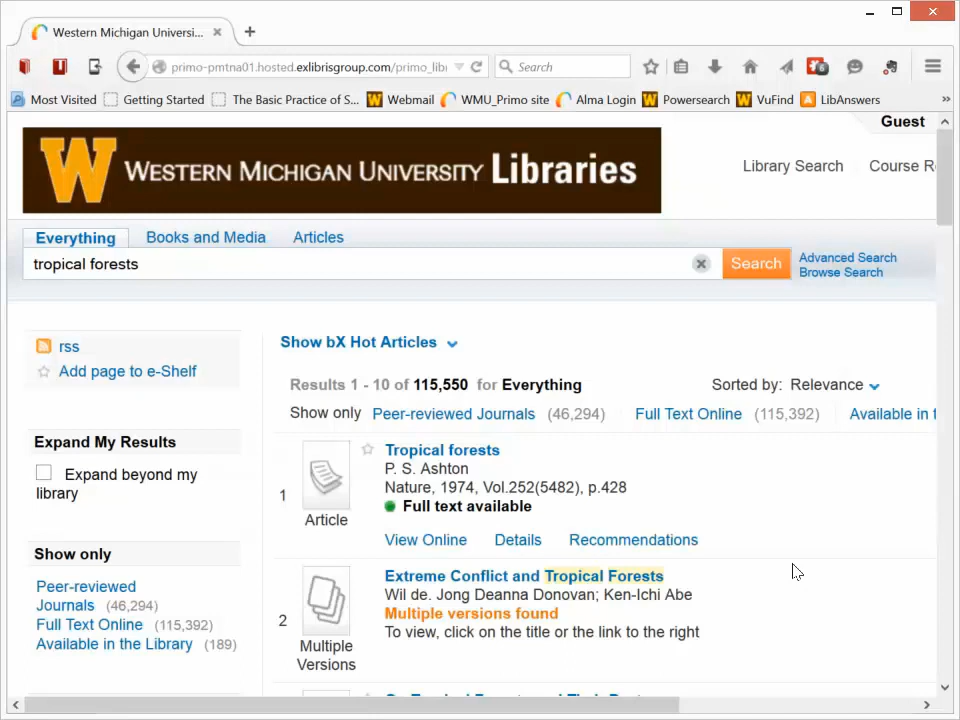 Western Michigan Universi...
primo-pmtna01.hosted.exlibrisgroup.com/primo_lib
Search
Most Visited Getting Started The Basic Practice of S... Webmail WMU_Primo site Alma Login Powersearch VuFind LibAnswers »
Guest
W WESTERN MICHIGAN UNIVERSITY Libraries
Library Search Course R
Everything Books and Media Articles
tropical forests
Search
Advanced Search
Browse Search
rss
Add page to e-Shelf
Expand My Results
Expand beyond my
library
Show only
Peer-reviewed
Journals (46,294)
Full Text Online (115,392)
Available in the Library (189)
Show bX Hot Articles
Results 1 - 10 of 115,550 for Everything
Sorted by: Relevance
Show only Peer-reviewed Journals (46,294) Full Text Online (115,392) Available in t
1
Article
Tropical forests
P. S. Ashton
Nature, 1974, Vol.252(5482), p.428
Full text available
View Online Details Recommendations
2
Multiple
Versions
Extreme Conflict and Tropical Forests
Wil de. Jong Deanna Donovan; Ken-Ichi Abe
Multiple versions found
To view, click on the title or the link to the right